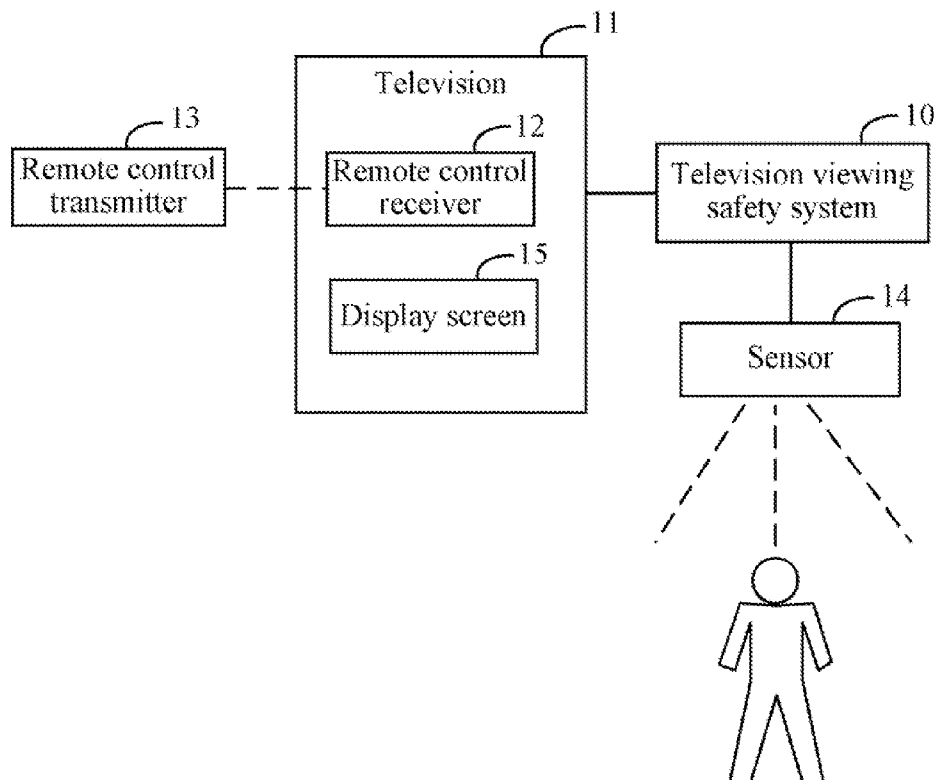 11
Television
13
Remote control
transmitter
12
Remote control
receiver
10
Television viewing
safety system
15
Display screen
14
Sensor